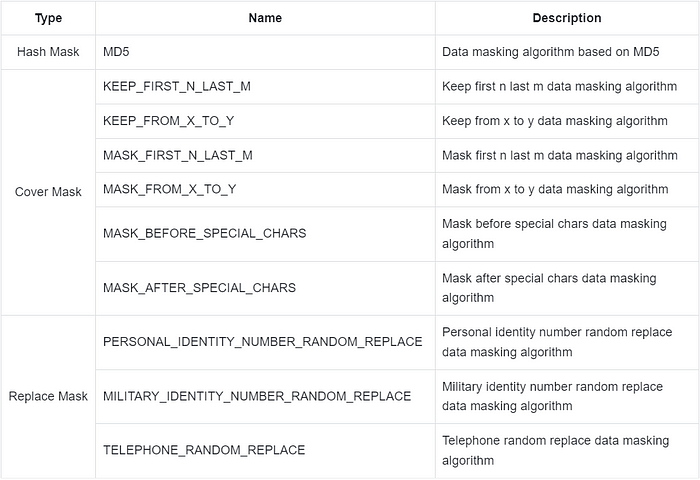 Type Name Description
Hash Mask MD5 Data masking algorithm based on MD5
Cover Mask
KEEP_FIRST_N_LAST_M Keep first n last m data masking algorithm
KEEP_FROM_X_TO_Y Keep from x to y data masking algorithm
MASK_FIRST_N_LAST_M Mask first n last m data masking algorithm
MASK_FROM_X_TO_Y Mask from x to y data masking algorithm
MASK_BEFORE_SPECIAL_CHARS Mask before special chars data masking
algorithm
MASK_AFTER_SPECIAL_CHARS Mask after special chars data masking
algorithm
Replace Mask
PERSONAL_IDENTITY_NUMBER_RANDOM_REPLACE Personal identity number random replace
data masking algorithm
MILITARY_IDENTITY_NUMBER_RANDOM_REPLACE Military identity number random replace
data masking algorithm
TELEPHONE_RANDOM_REPLACE Telephone random replace data masking
algorithm